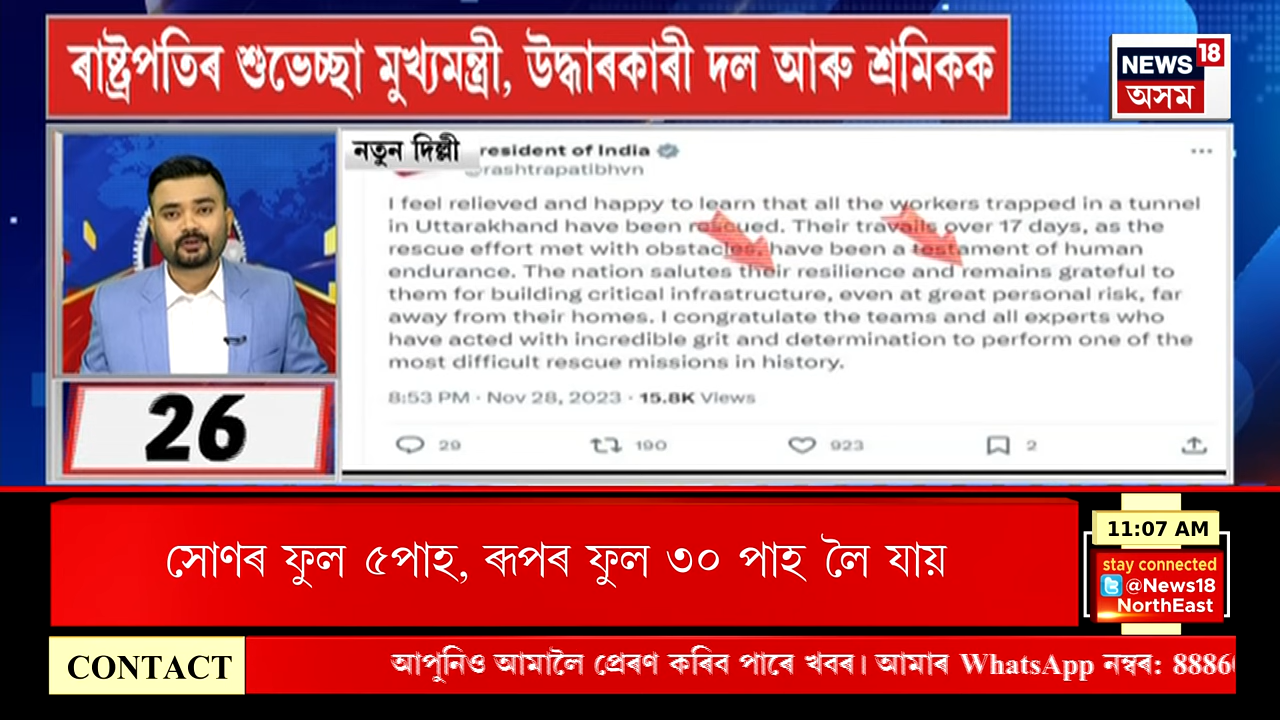 ৰাষ্ট্ৰপতিৰ শুভেচ্ছা মুখ্যমন্ত্ৰী, উদ্ধাৰকাৰী দল আৰু শ্ৰমিকক
NEWS 18
অসম
নতুন দিল্লী
resident of India
rashtrapatibhvn
I feel relieved and happy to learn that all the workers trapped in a tunnel
in Uttarakhand have been rescued. Their travails over 17 days, as the
rescue effort met with obstacles, have been a testament of human
endurance. The nation salutes their resilience and remains grateful to
them for building critical infrastructure, even at great personal risk, far
away from their homes. I congratulate the teams and all experts who
have acted with incredible grit and determination to perform one of the
most difficult rescue missions in history.
8:53 PM · Nov 28, 2023 · 15.8K Views
29 190 923 2
26
সোণৰ ফুল ৫পাহ, ৰূপৰ ফুল ৩০ পাহ লৈ যায়
11:07 AM
stay connected
@News18
NorthEast
CONTACT
আপুনিও আমালৈ প্ৰেৰণ কৰিব পাৰে খবৰ। আমাৰ WhatsApp নম্বৰ: 8886